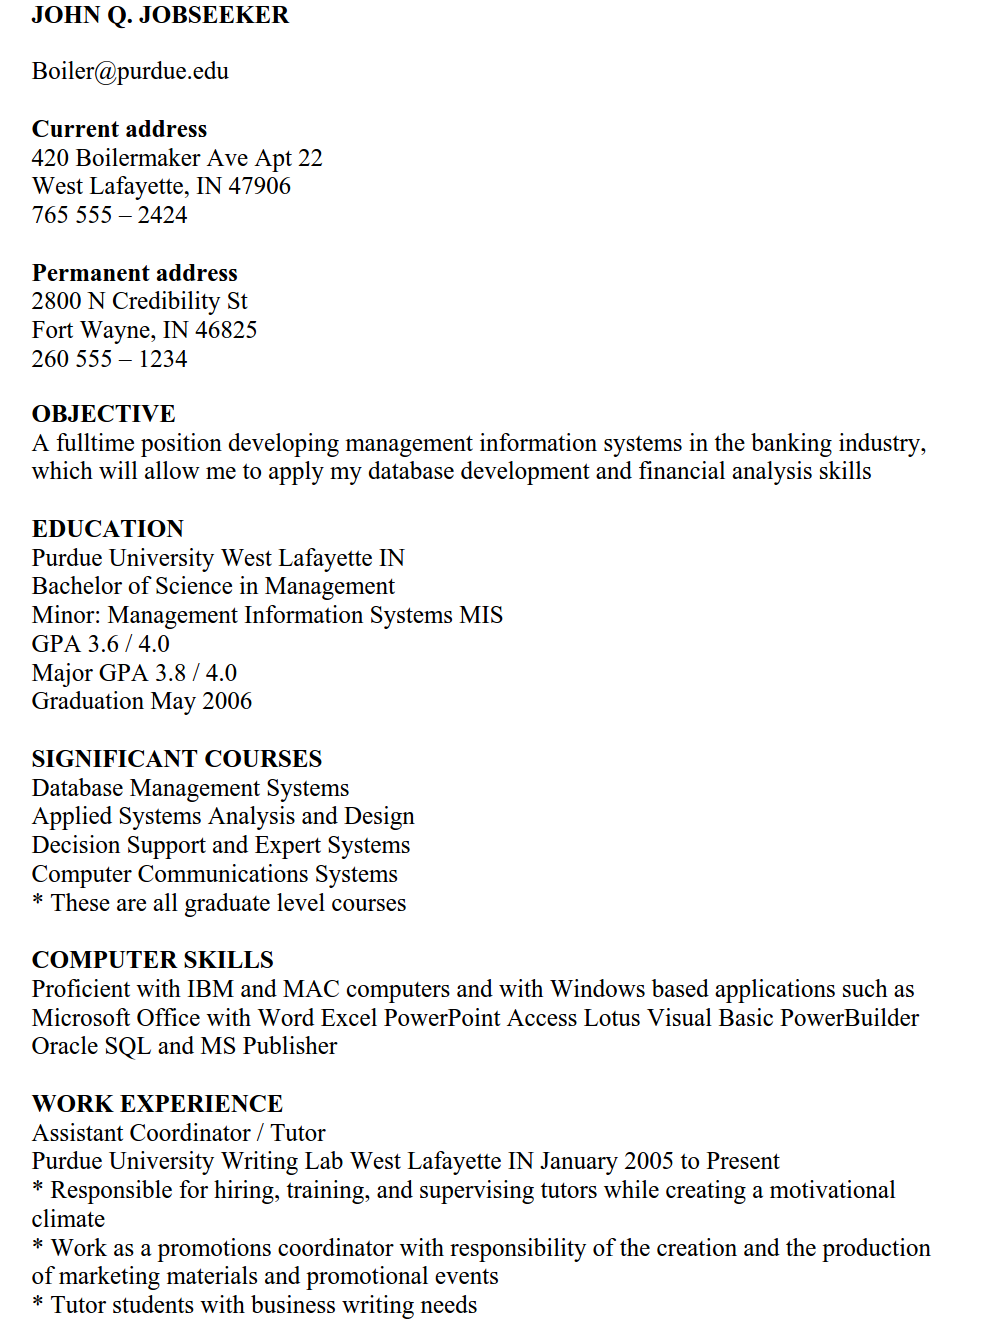 JOHN Q. JOBSEEKER
Boiler@purdue.edu
Current address
420 Boilermaker Ave Apt 22
West Lafayette, IN 47906
765 555 – 2424
Permanent address
2800 N Credibility St
Fort Wayne, IN 46825
260 555 – 1234
OBJECTIVE
A fulltime position developing management information systems in the banking industry,
which will allow me to apply my database development and financial analysis skills
EDUCATION
Purdue University West Lafayette IN
Bachelor of Science in Management
Minor: Management Information Systems MIS
GPA 3.6 / 4.0
Major GPA 3.8 / 4.0
Graduation May 2006
SIGNIFICANT COURSES
Database Management Systems
Applied Systems Analysis and Design
Decision Support and Expert Systems
Computer Communications Systems
* These are all graduate level courses
COMPUTER SKILLS
Proficient with IBM and MAC computers and with Windows based applications such as
Microsoft Office with Word Excel PowerPoint Access Lotus Visual Basic PowerBuilder
Oracle SQL and MS Publisher
WORK EXPERIENCE
Assistant Coordinator / Tutor
Purdue University Writing Lab West Lafayette IN January 2005 to Present
* Responsible for hiring, training, and supervising tutors while creating a motivational
climate
* Work as a promotions coordinator with responsibility of the creation and the production
of marketing materials and promotional events
* Tutor students with business writing needs